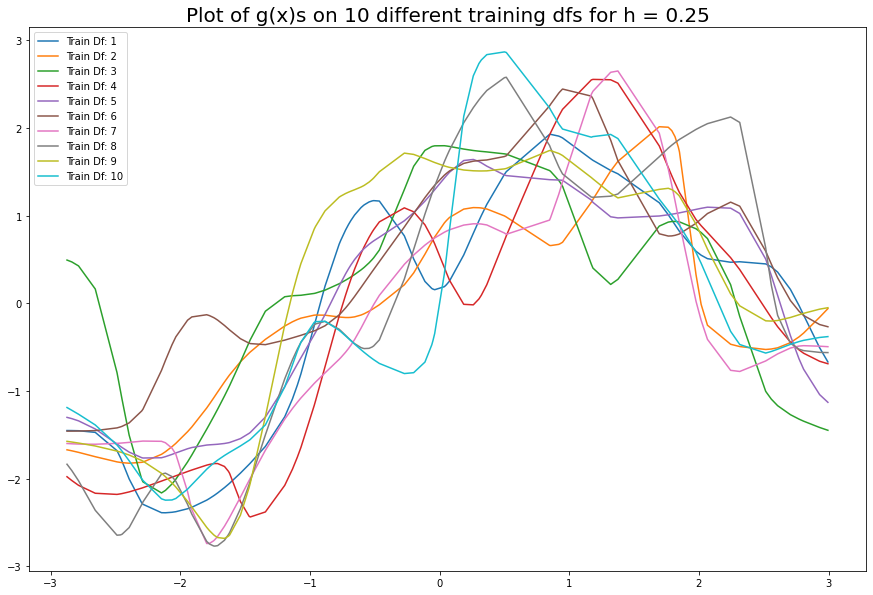 Plot of g(x)s on 10 different training dfs for h = 0.25
Train Df: 1
Train Df: 2
Train Df: 3
Train Df: 4
Train Df: 5
Train Df: 6
Train Df: 7
Train Df: 8
Train Df: 9
Train Df: 10
3
2
1
0
−1
−2
−3
−3 −2 −1 0 1 2 3